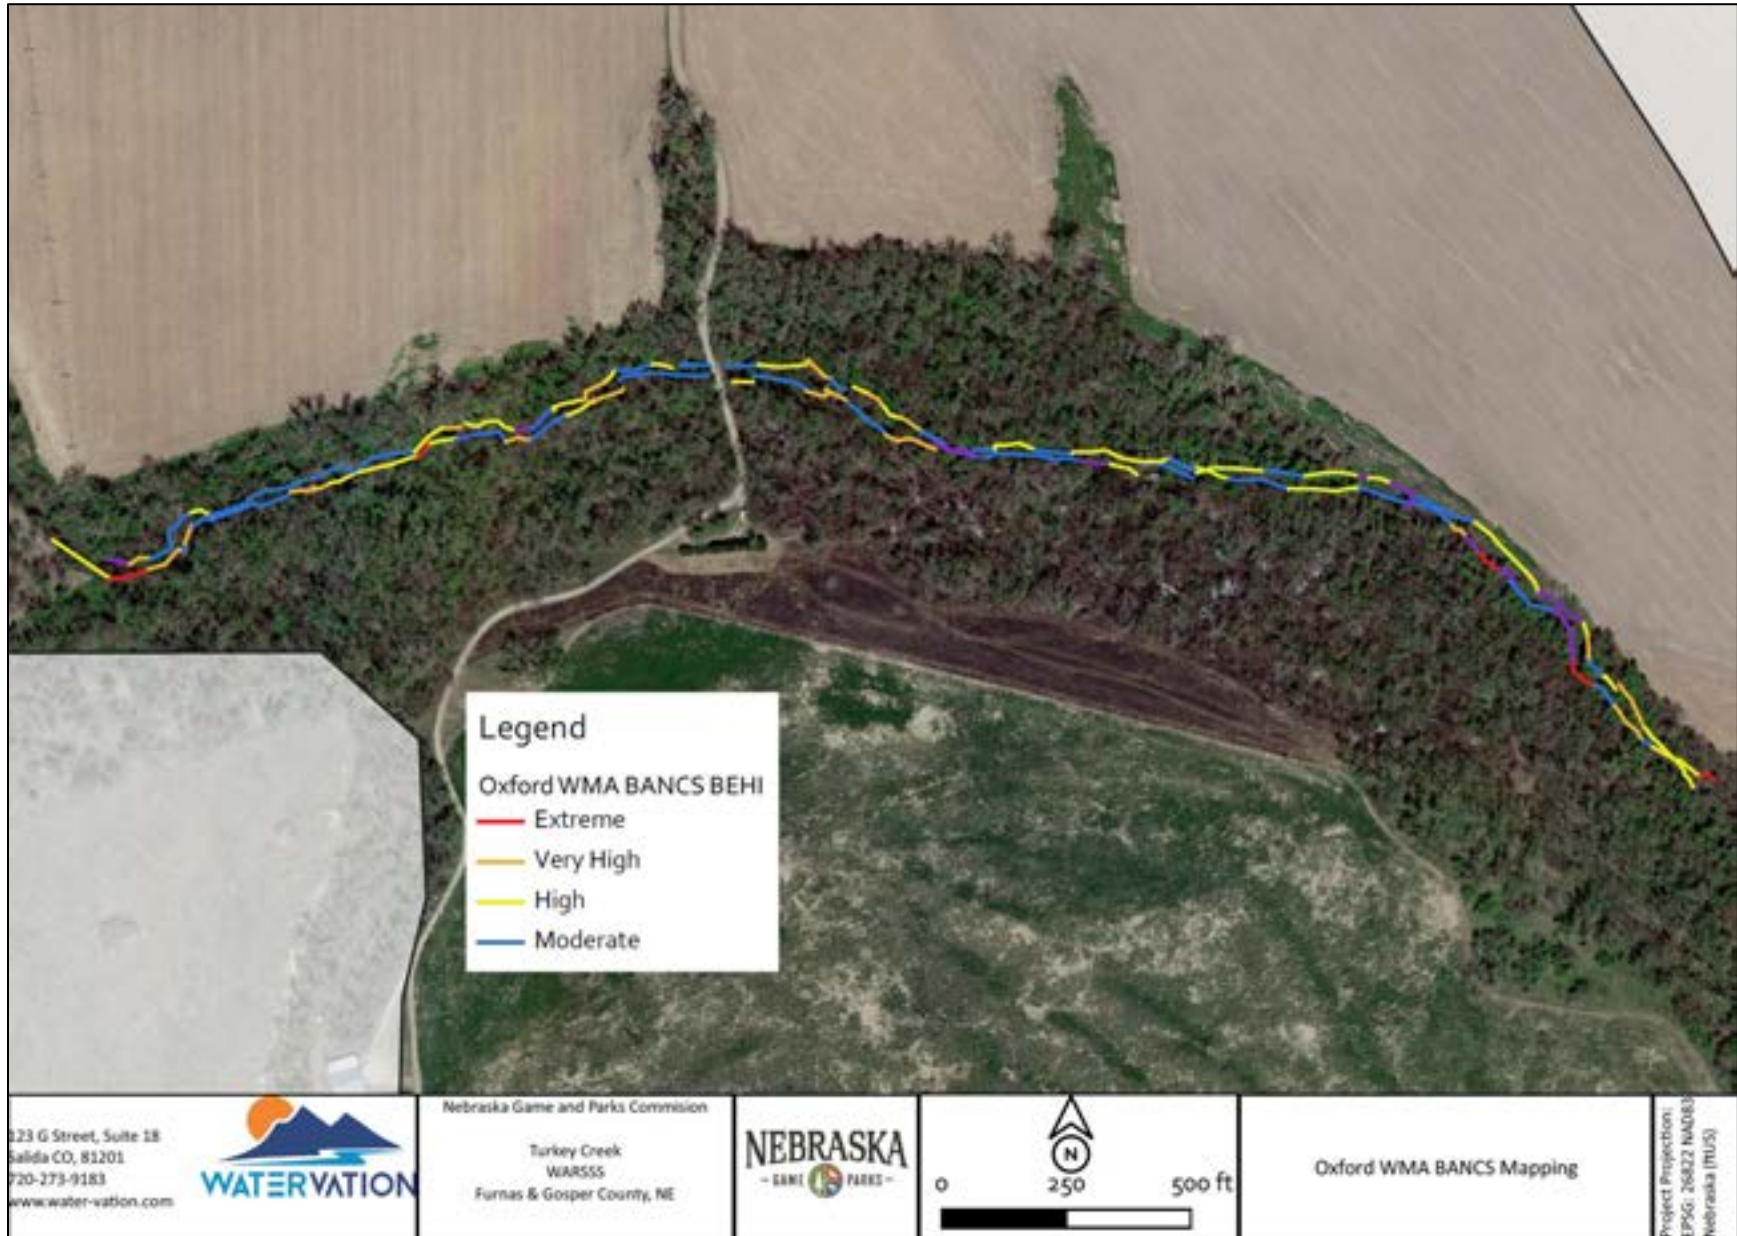 Legend
Oxford WMA BANCS BEHI
Extreme
Very High
High
Moderate
123 G Street, Suite 18
Salida CO, 81201
720-273-9183
www.water-vation.com
WATERVATION
Nebraska Game and Parks Commision
Turkey Creek
WARSSS
Furnas & Gosper County, NE
NEBRASKA
- GAME PARKS -
N
0 250 500 ft
Oxford WMA BANCS Mapping
Project Projection:
EPSG: 26822 NAD83
Nebraska (ftUS)